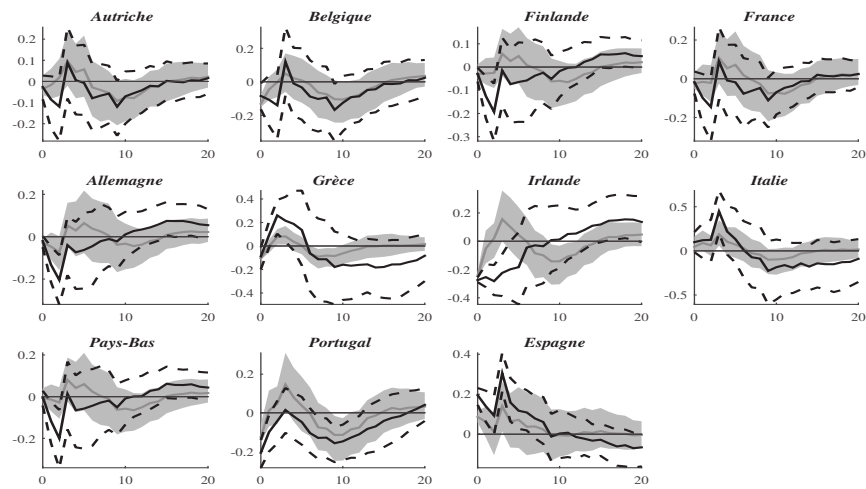 Autriche Belgique Finlande France
0.2 0.2 0.1 0.2
0.1 0
0 0 -0.1 0
-0.1 -0.2
-0.2 -0.2 -0.3 -0.2
0 10 20 0 10 20 0 10 20 0 10 20
Allemagne Grèce Irlande Italie
0.2 0.4 0.2 0.5
0.2
0 0 0 0
-0.2 -0.2
-0.2 -0.4 -0.4 -0.5
0 10 20 0 10 20 0 10 20 0 10 20
Pays-Bas Portugal Espagne
0.2 0.2 0.4
0.2
0 0 0
-0.2 -0.2
0 10 20 0 10 20 0 10 20